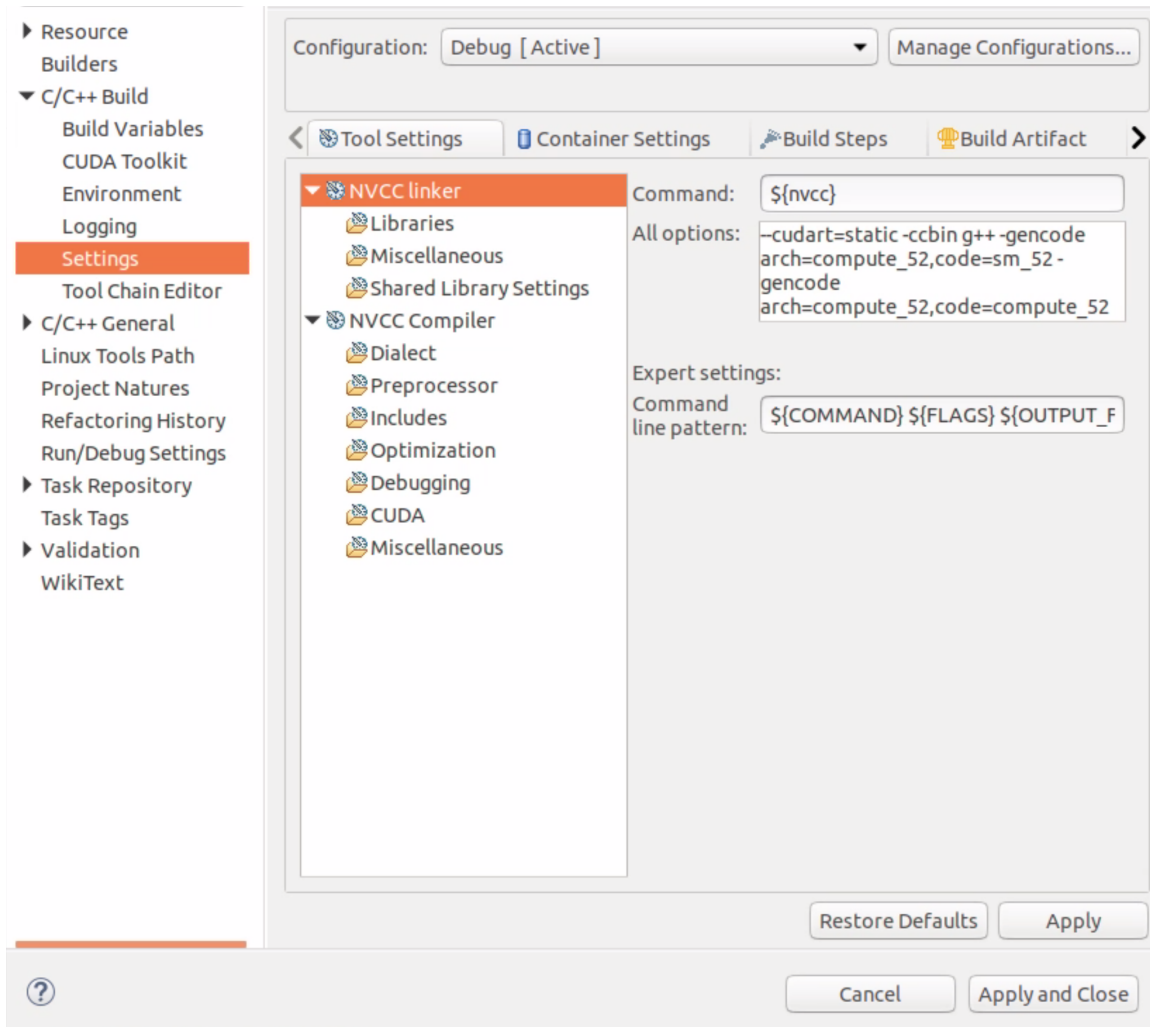 Resource
Builders
C/C++ Build
Build Variables
CUDA Toolkit
Environment
Logging
Settings
Tool Chain Editor
C/C++ General
Linux Tools Path
Project Natures
Refactoring History
Run/Debug Settings
Task Repository
Task Tags
Validation
WikiText
Configuration: Debug [ Active ] Manage Configurations...
Tool Settings Container Settings Build Steps Build Artifact
NVCC linker
Libraries
Miscellaneous
Shared Library Settings
NVCC Compiler
Dialect
Preprocessor
Includes
Optimization
Debugging
CUDA
Miscellaneous
Command: ${nvcc}
All options: --cudart=static -ccbin g++ -gencode
arch=compute_52,code=sm_52 -
gencode
arch=compute_52,code=compute_52
Expert settings:
Command
line pattern: ${COMMAND} ${FLAGS} ${OUTPUT_F
Restore Defaults Apply
? Cancel Apply and Close